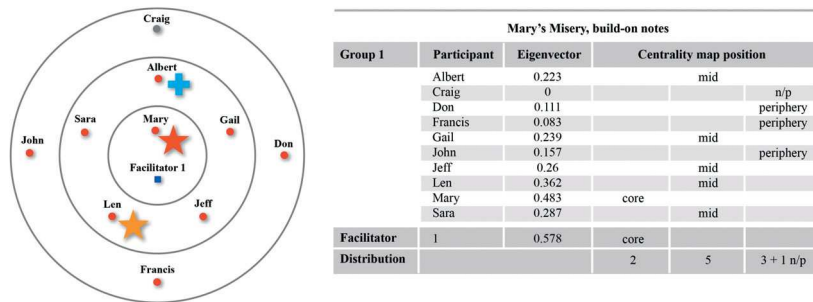 Craig
Albert
Sara
Mary
Gail
John
Don
Facilitator 1
Len
Jeff
Francis
Mary's Misery, build-on notes
Group 1 Participant Eigenvector Centrality map position
Albert 0.223 mid
Craig 0 n/p
Don 0.111 periphery
Francis 0.083 periphery
Gail 0.239 mid
John 0.157 periphery
Jeff 0.26 mid
Len 0.362 mid
Mary 0.483 core
Sara 0.287 mid
Facilitator 1 0.578 core
Distribution 2 5 3 + 1 n/p